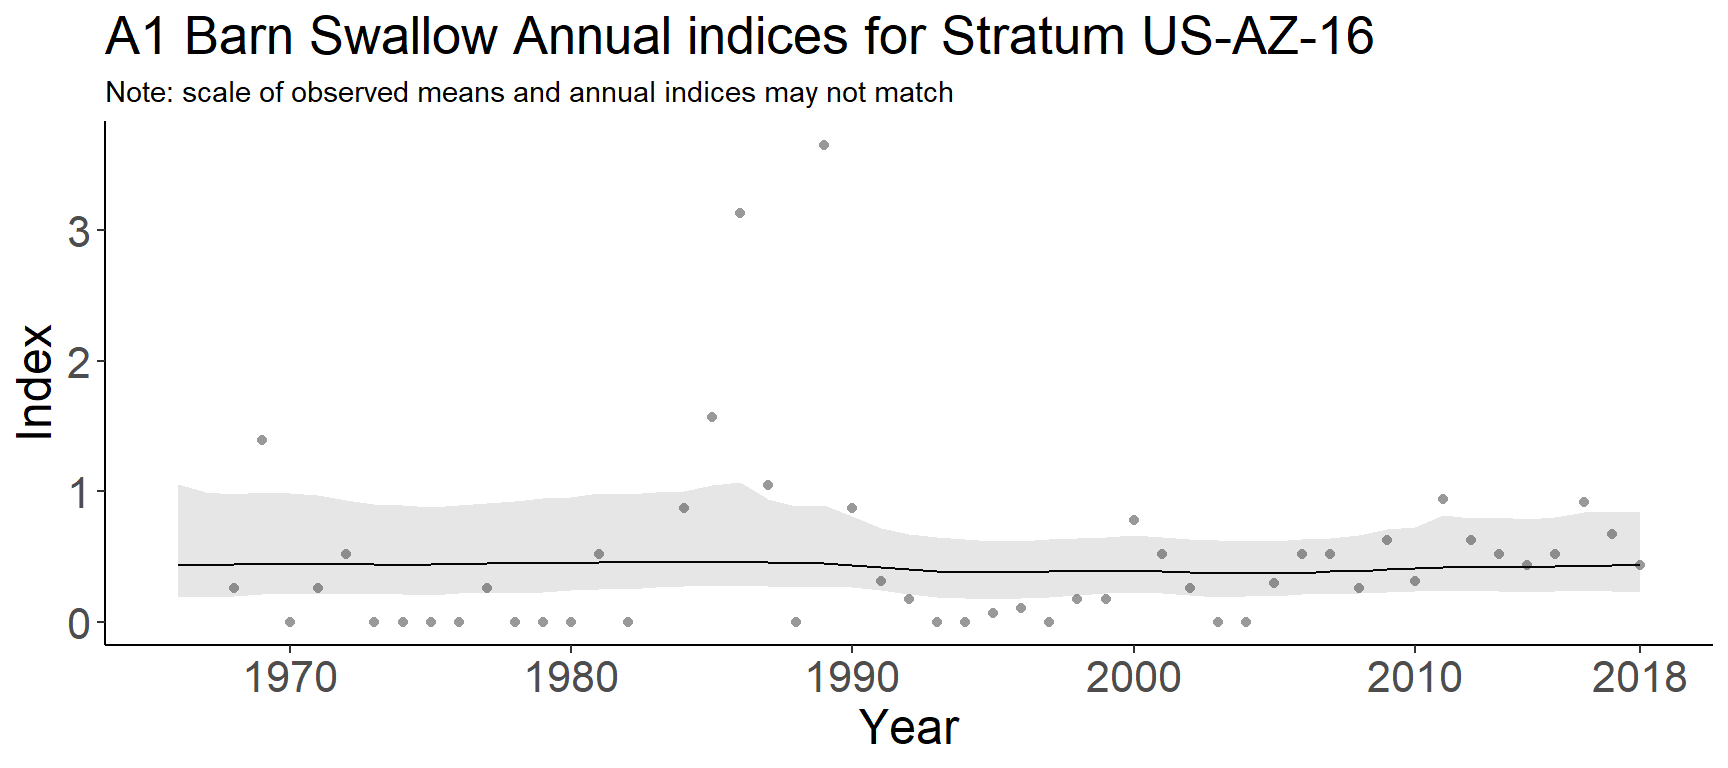 A1 Barn Swallow Annual indices for Stratum US-AZ-16
Note: scale of observed means and annual indices may not match
Index
3
2
1
0
1970 1980 1990 2000 2010 2018
Year